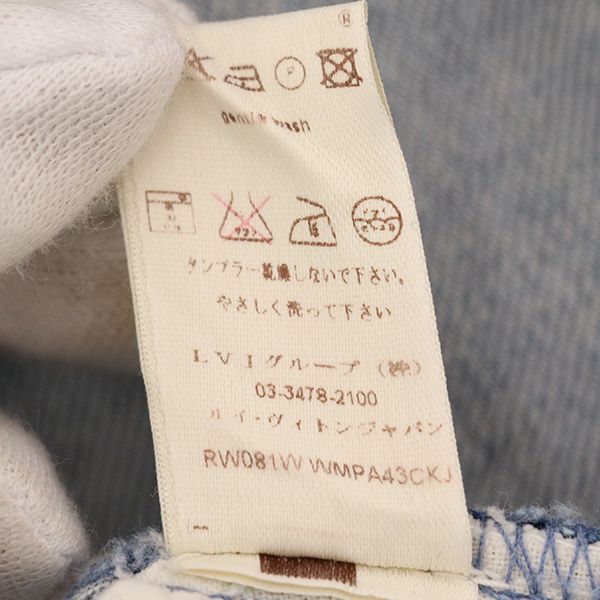 P
gentle wash
タンブラー乾燥しないで下さい。
やさしく洗って下さい
LVJグループ(株)
03-3478-2100
ルイ・ヴィトンジャパン
RW081W WMPA43CKJ